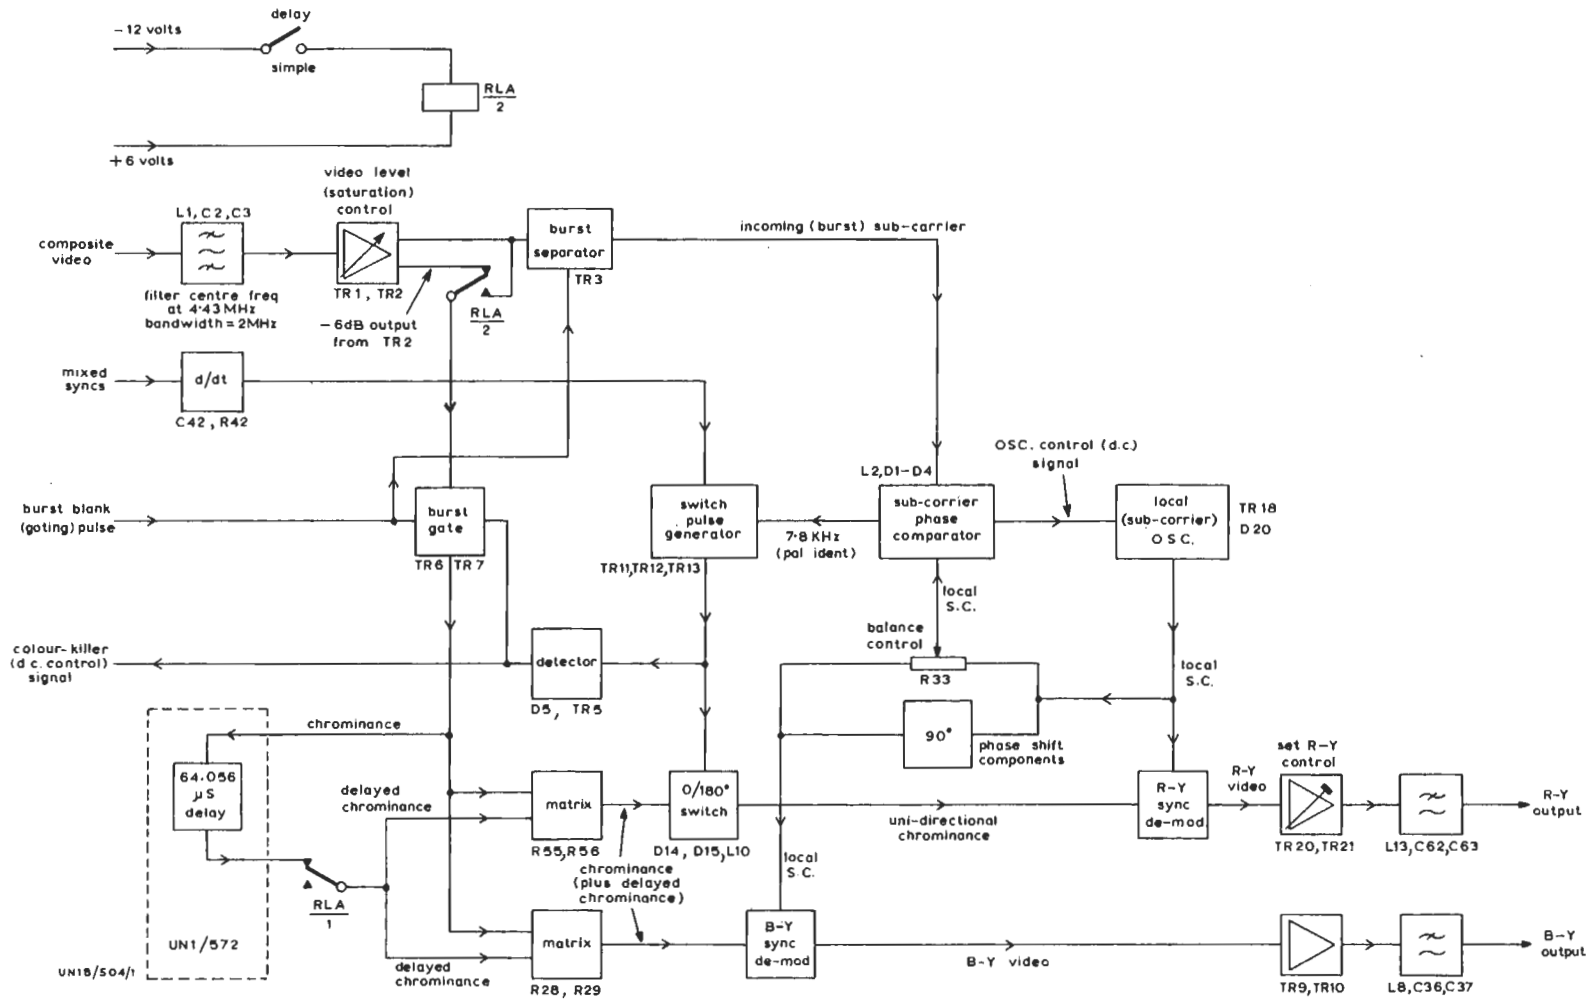 delay
-12 volts
simple
RLA
2
+6 volts
video level
(saturation)
control
L1,C2,C3
composite
video
burst
separator
incoming (burst) sub-carrier
TR3
TR1, TR2
filter centre freq
at 4·43MHz
bandwidth=2MHz
-6dB output
from TR2
RLA
2
mixed
syncs
d/dt
C42, R42
OSC. control (d.c.)
signal
L2,D1-D4
burst blank
(goting) pulse
burst
gate
switch
pulse
generator
7·8 KHz
(pal ident)
sub-corrier
phase
comparator
local
(sub-corrier)
OSC.
TR18
D20
TR6 TR7
TR11,TR12,TR13
local
S.C.
balance
control
colour-killer
(d c. control)
signal
detector
R33
local
S.C.
D5, TR5
chrominance
90°
phase shift
components
set R-Y
control
64·056
μS
delay
delayed
chrominance
matrix
0/180°
switch
R-Y
sync
de-mod
R-Y
video
R-Y
output
uni-directional
chrominance
R55,R56
D14, D15,L10
TR20,TR21
L13,C62,C63
chrominance
(plus delayed
chrominance)
local
S.C.
RLA
1
UN1/572
matrix
B-Y
sync
de-mod
B-Y
output
B-Y video
delayed
chrominance
UN1B/504/1
R28, R29
TR9,TR10
L8,C36,C37